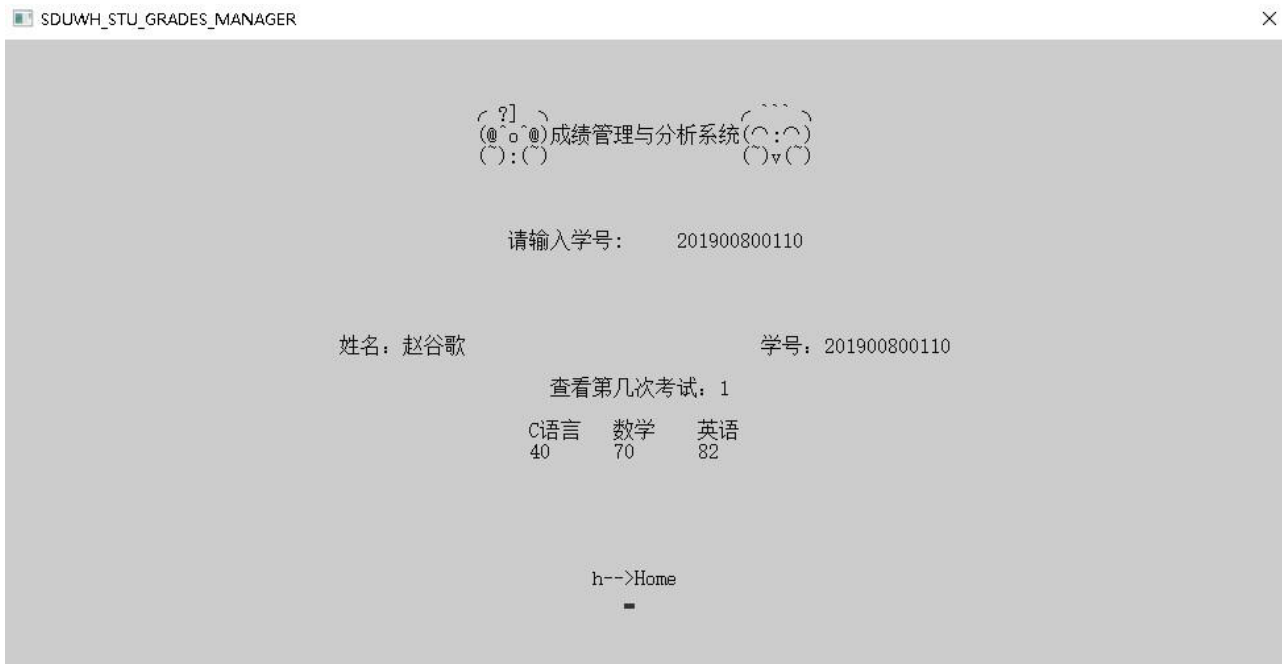 SDUWH_STU_GRADES_MANAGER
╭ ?] ╮ ╭ ``` ╮
(@^o^@)成绩管理与分析系统(⌒:⌒)
(~):(~) (~)v(~)
请输入学号: 201900800110
姓名: 赵谷歌 学号: 201900800110
查看第几次考试: 1
C语言 数学 英语
40 70 82
h-->Home